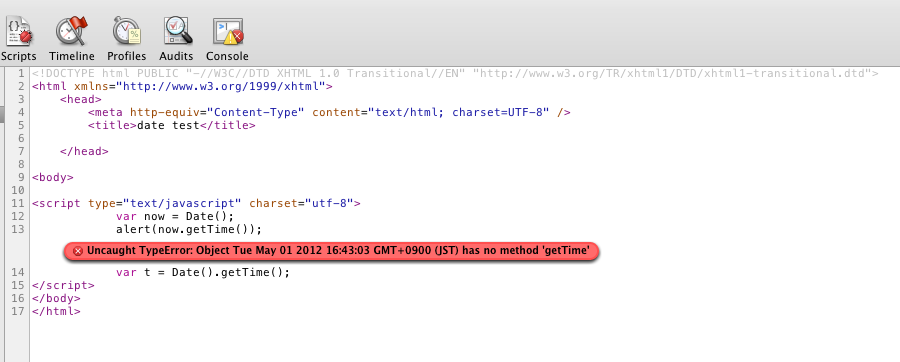 Scripts Timeline Profiles Audits Console
1 <!DOCTYPE html PUBLIC "-//W3C//DTD XHTML 1.0 Transitional//EN" "http://www.w3.org/TR/xhtml1/DTD/xhtml1-transitional.dtd">
2 <html xmlns="http://www.w3.org/1999/xhtml">
3 <head>
4 <meta http-equiv="Content-Type" content="text/html; charset=UTF-8" />
5 <title>date test</title>
6
7 </head>
8
9 <body>
10
11 <script type="text/javascript" charset="utf-8">
12 var now = Date();
13 alert(now.getTime());
Uncaught TypeError: Object Tue May 01 2012 16:43:03 GMT+0900 (JST) has no method 'getTime'
14 var t = Date().getTime();
15 </script>
16 </body>
17 </html>